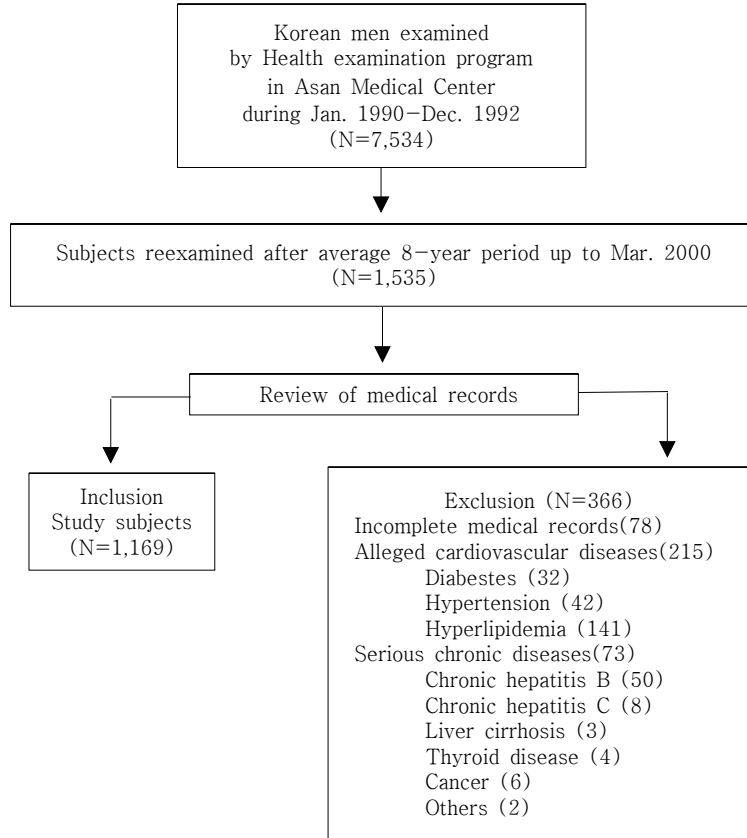 Korean men examined
by Health examination program
in Asan Medical Center
during Jan. 1990-Dec. 1992
(N=7,534)
Subjects reexamined after average 8-year period up to Mar. 2000
(N=1,535)
Review of medical records
Inclusion
Study subjects
(N=1,169)
Exclusion (N=366)
Incomplete medical records(78)
Alleged cardiovascular diseases(215)
Diabestes (32)
Hypertension (42)
Hyperlipidemia (141)
Serious chronic diseases(73)
Chronic hepatitis B (50)
Chronic hepatitis C (8)
Liver cirrhosis (3)
Thyroid disease (4)
Cancer (6)
Others (2)